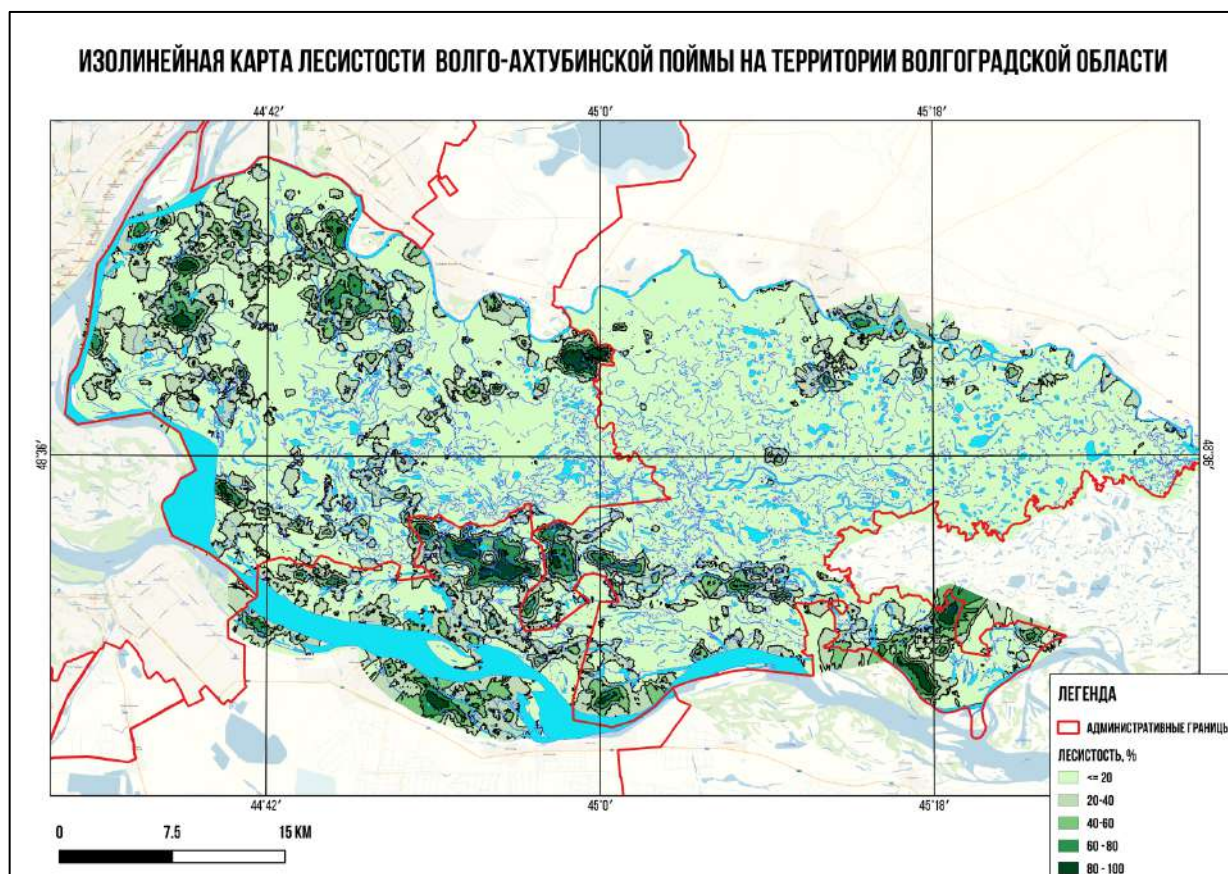 ИЗОЛИНЕЙНАЯ КАРТА ЛЕСИСТОСТИ ВОЛГО-АХТУБИНСКОЙ ПОЙМЫ НА ТЕРРИТОРИИ ВОЛГОГРАДСКОЙ ОБЛАСТИ
44°42′ 45°0′ 45°18′
48°36′ 48°36′
44°42′ 45°0′ 45°18′
ЛЕГЕНДА
АДМИНИСТРАТИВНЫЕ ГРАНИЦЫ
ЛЕСИСТОСТЬ, %
<= 20
20-40
40-60
60 - 80
80 - 100
0 7.5 15 KM